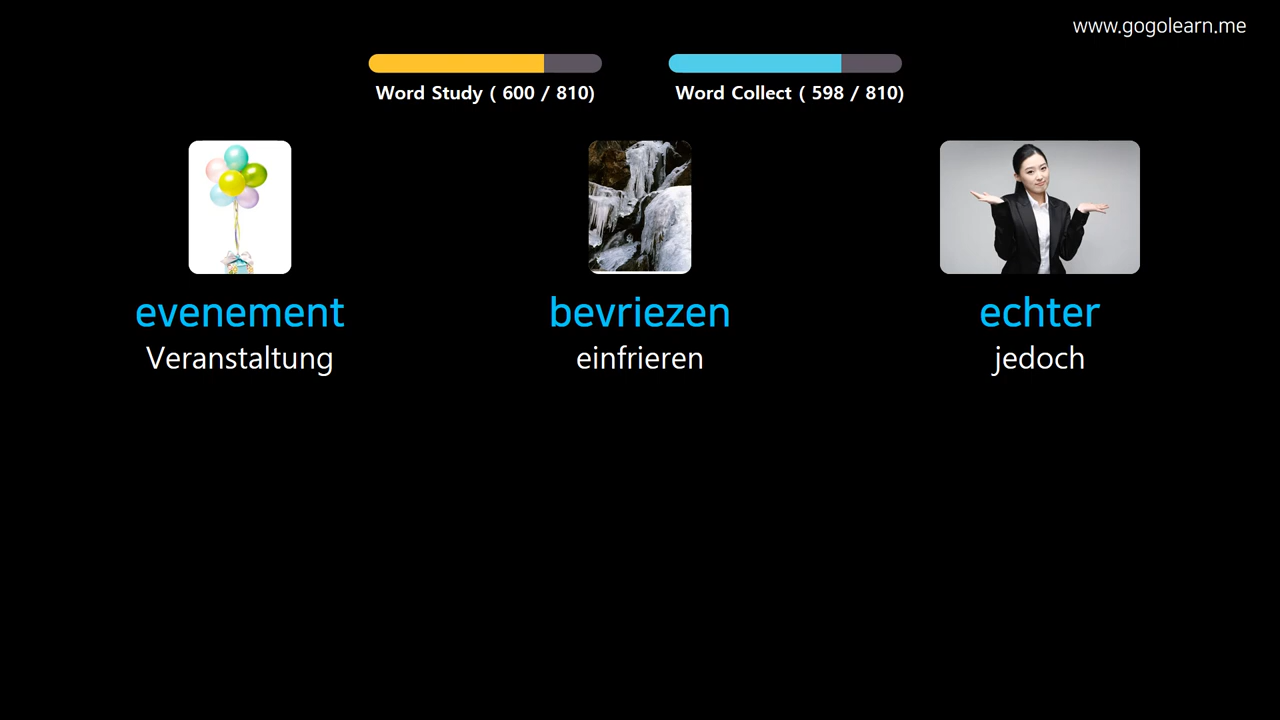 www.gogolearn.me
Word Study ( 600 / 810)
Word Collect ( 598 / 810)
evenement
Veranstaltung
bevriezen
einfrieren
echter
jedoch